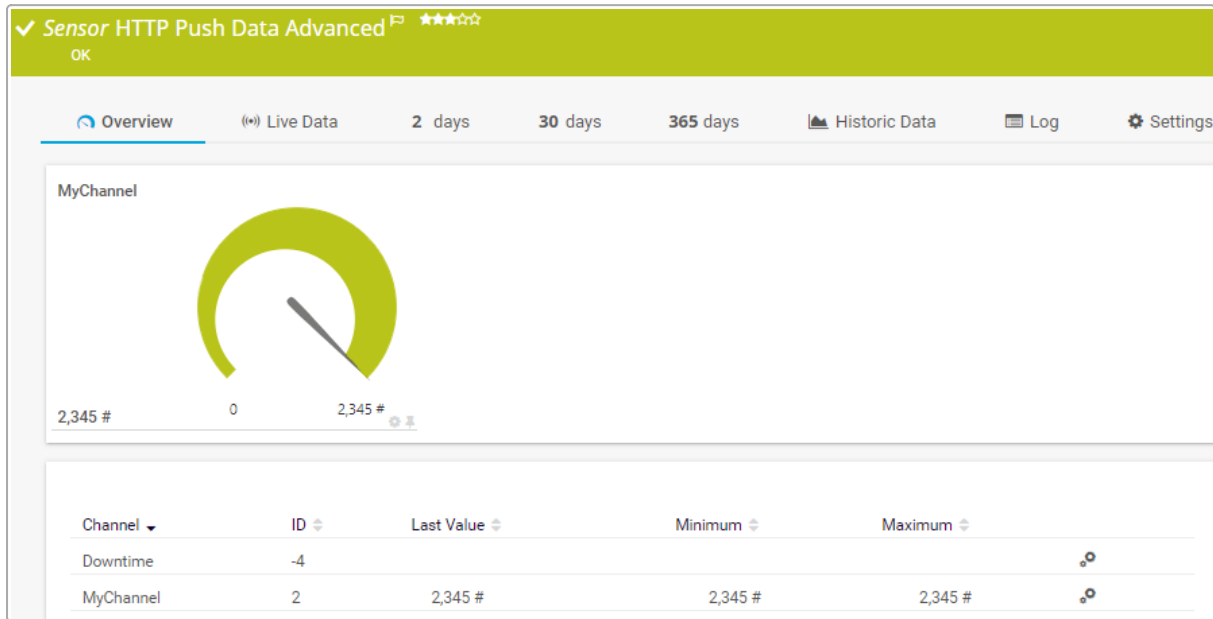 Sensor HTTP Push Data Advanced
OK
Overview Live Data 2 days 30 days 365 days Historic Data Log Settings
MyChannel
0 2,345 #
2,345 #
Channel ID Last Value Minimum Maximum
Downtime -4
MyChannel 2 2,345 # 2,345 # 2,345 #